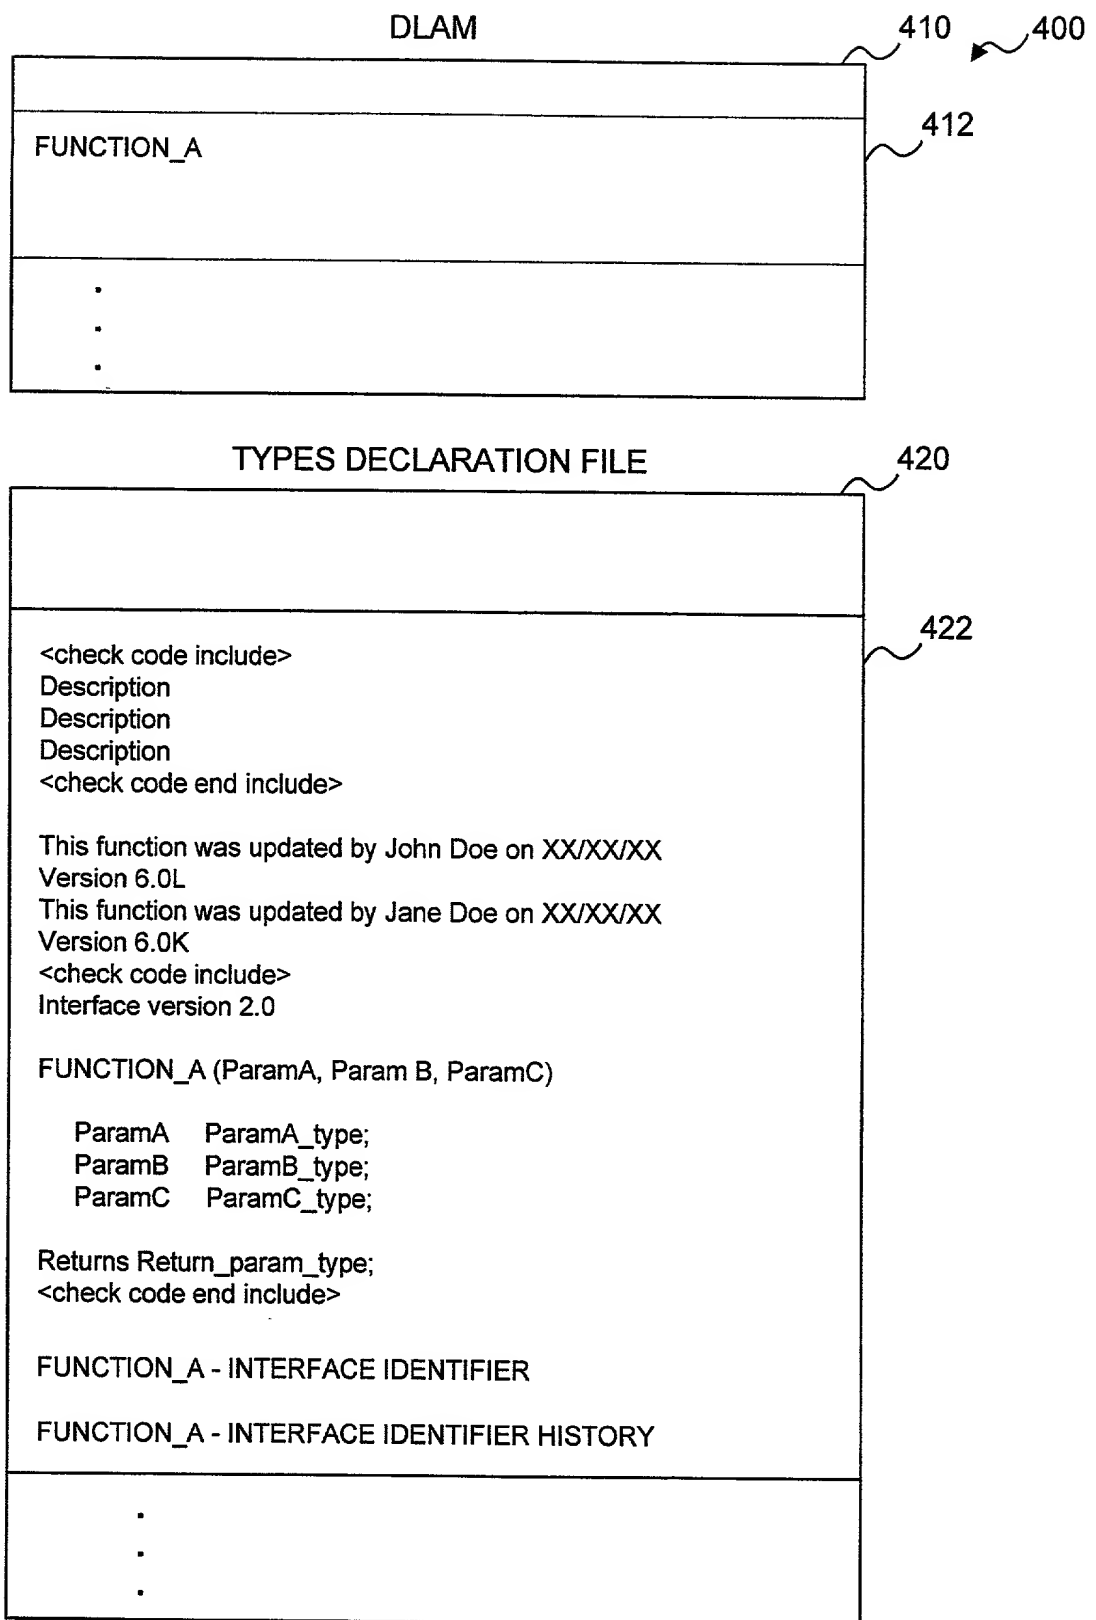 DLAM
410
400
412
FUNCTION_A
.
.
.
TYPES DECLARATION FILE
420
422
<check code include>
Description
Description
Description
<check code end include>
This function was updated by John Doe on XX/XX/XX
Version 6.0L
This function was updated by Jane Doe on XX/XX/XX
Version 6.0K
<check code include>
Interface version 2.0
FUNCTION_A (ParamA, Param B, ParamC)
ParamA ParamA_type;
ParamB ParamB_type;
ParamC ParamC_type;
Returns Return_param_type;
<check code end include>
FUNCTION_A - INTERFACE IDENTIFIER
FUNCTION_A - INTERFACE IDENTIFIER HISTORY
.
.
.